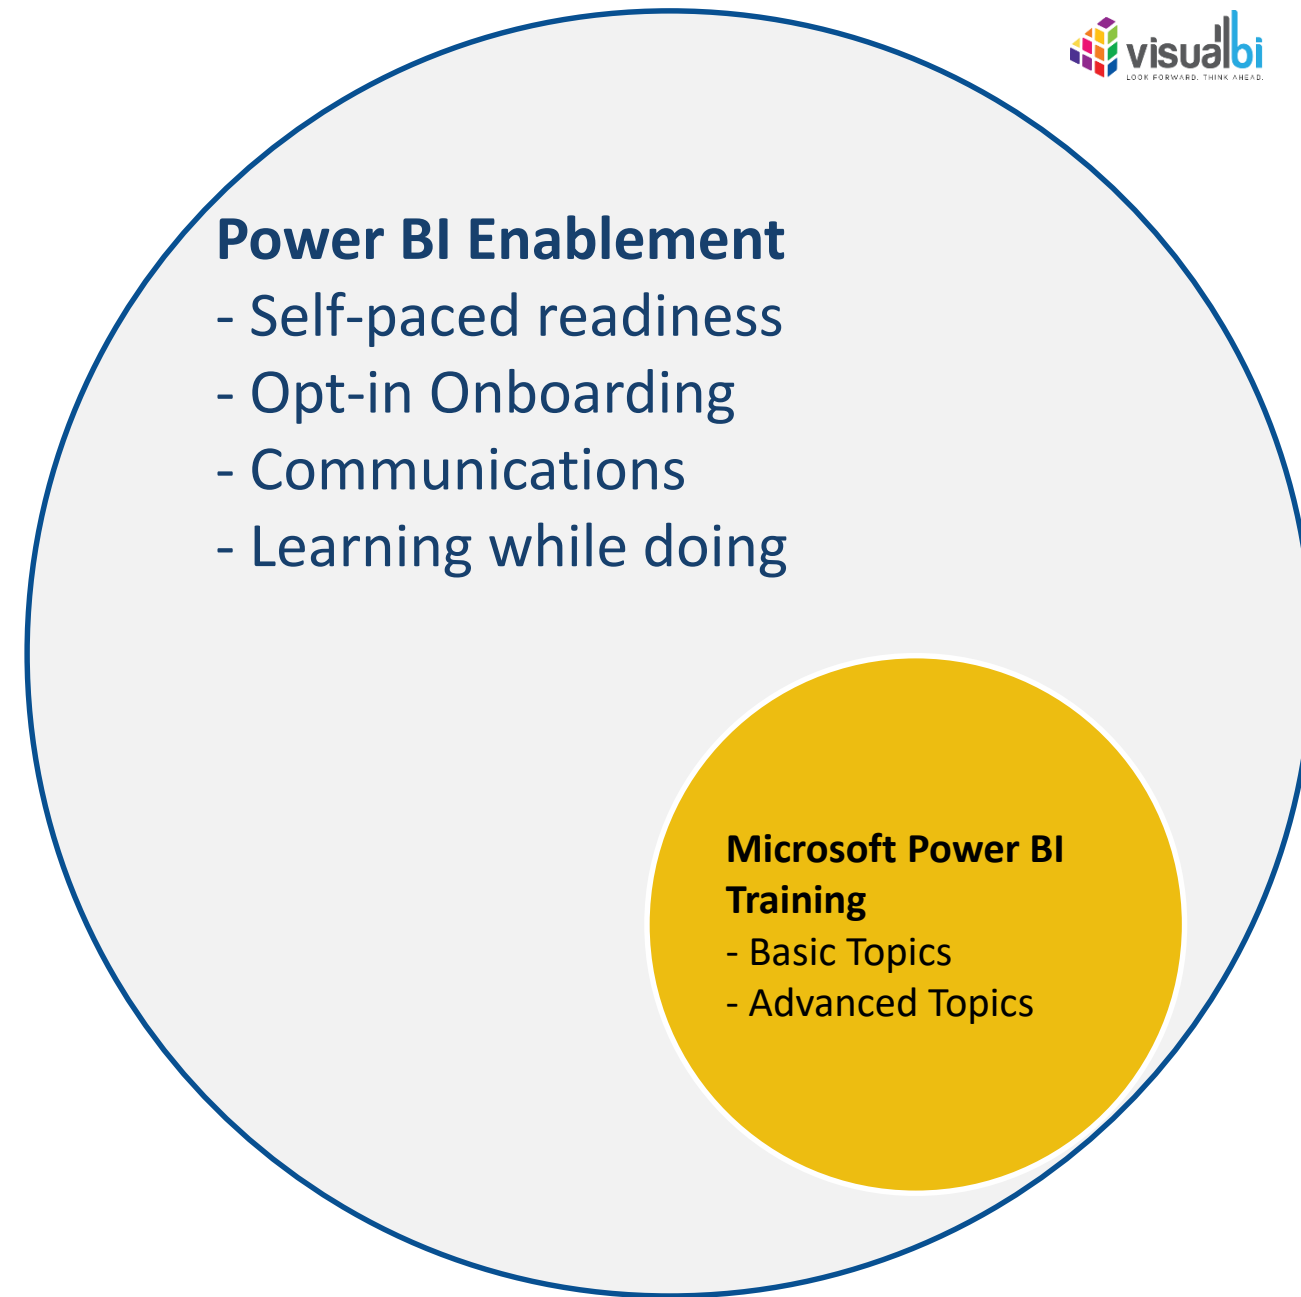 visualbi
LOOK FORWARD. THINK AHEAD.
Power BI Enablement
- Self-paced readiness
- Opt-in Onboarding
- Communications
- Learning while doing
Microsoft Power BI
Training
- Basic Topics
- Advanced Topics